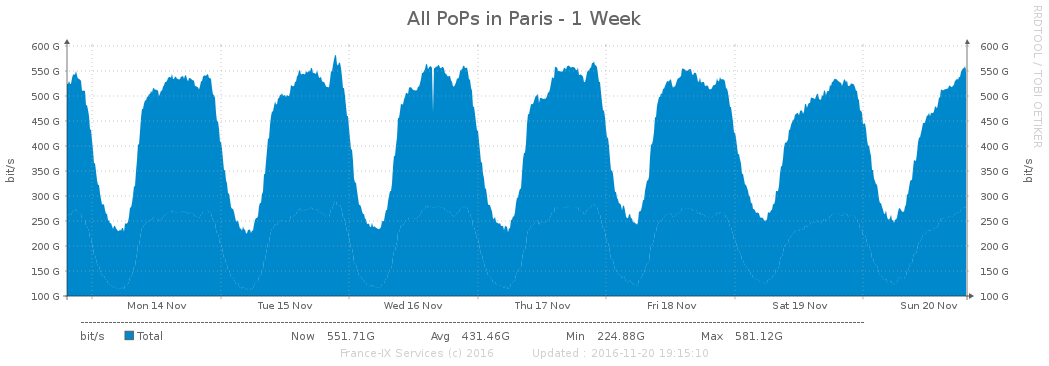 All PoPs in Paris - 1 Week
RRDTOOL / TOBI OETIKER
600 G 600 G
550 G 550 G
500 G 500 G
450 G 450 G
400 G 400 G
350 G 350 G
300 G 300 G
250 G 250 G
200 G 200 G
150 G 150 G
100 G 100 G
bit/s
bit/s
Mon 14 Nov Tue 15 Nov Wed 16 Nov Thu 17 Nov Fri 18 Nov Sat 19 Nov Sun 20 Nov
bit/s Total Now 551.71G Avg 431.46G Min 224.88G Max 581.12G
France-IX Services (c) 2016 Updated : 2016-11-20 19:15:10